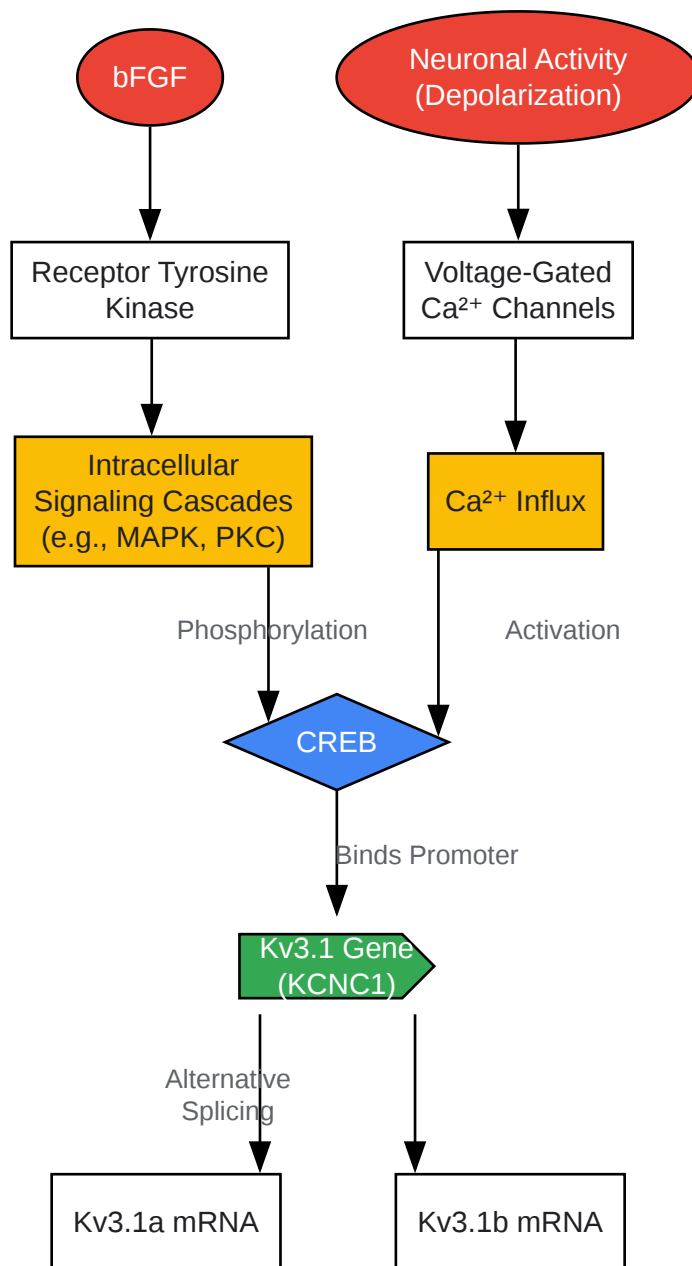 bFGF
Neuronal Activity
(Depolarization)
Receptor Tyrosine
Kinase
Voltage-Gated
Ca²⁺ Channels
Intracellular
Signaling Cascades
(e.g., MAPK, PKC)
Ca²⁺ Influx
Phosphorylation
Activation
CREB
Binds Promoter
Kv3.1 Gene
(KCNC1)
Alternative
Splicing
Kv3.1a mRNA
Kv3.1b mRNA